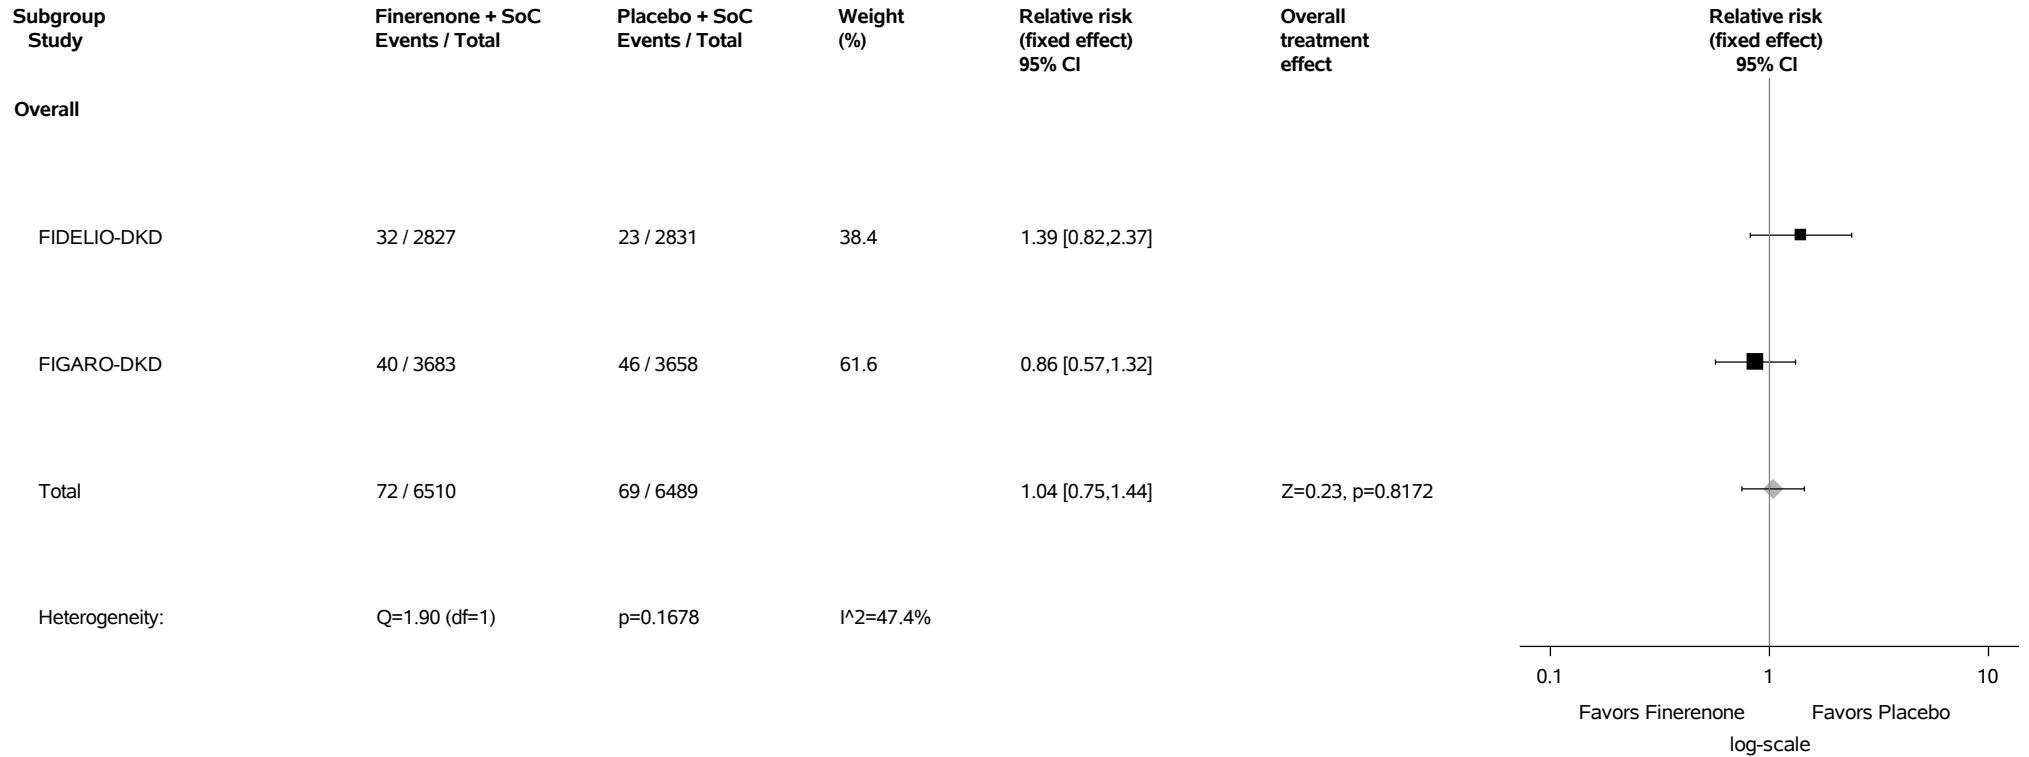 Subgroup Finerenone + SoC Placebo + SoC Weight Relative risk Overall Relative risk
Study Events / Total Events / Total (%) (fixed effect) treatment (fixed effect)
95% CI effect 95% CI
Overall
FIDELIO-DKD 32 / 2827 23 / 2831 38.4 1.39 [0.82,2.37]
FIGARO-DKD 40 / 3683 46 / 3658 61.6 0.86 [0.57,1.32]
Total 72 / 6510 69 / 6489 1.04 [0.75,1.44] Z=0.23, p=0.8172
Heterogeneity: Q=1.90 (df=1) p=0.1678 I^2=47.4%
0.1 1 10
Favors Finerenone Favors Placebo
log-scale